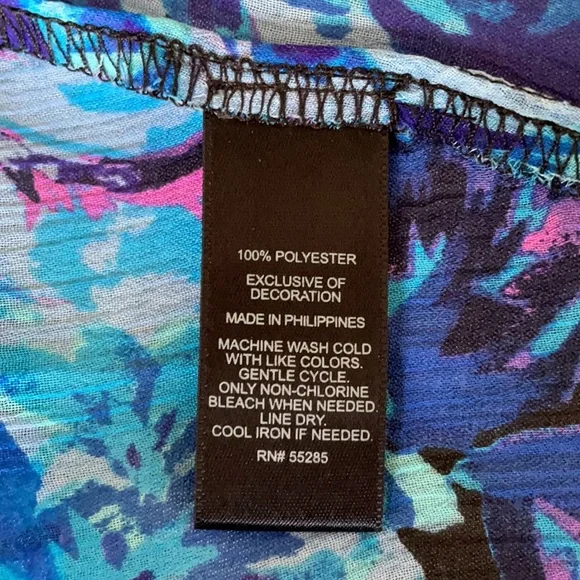 100% POLYESTER
EXCLUSIVE OF
DECORATION
MADE IN PHILIPPINES
MACHINE WASH COLD
WITH LIKE COLORS.
GENTLE CYCLE.
ONLY NON-CHLORINE
BLEACH WHEN NEEDED.
LINE DRY.
COOL IRON IF NEEDED.
RN# 55285